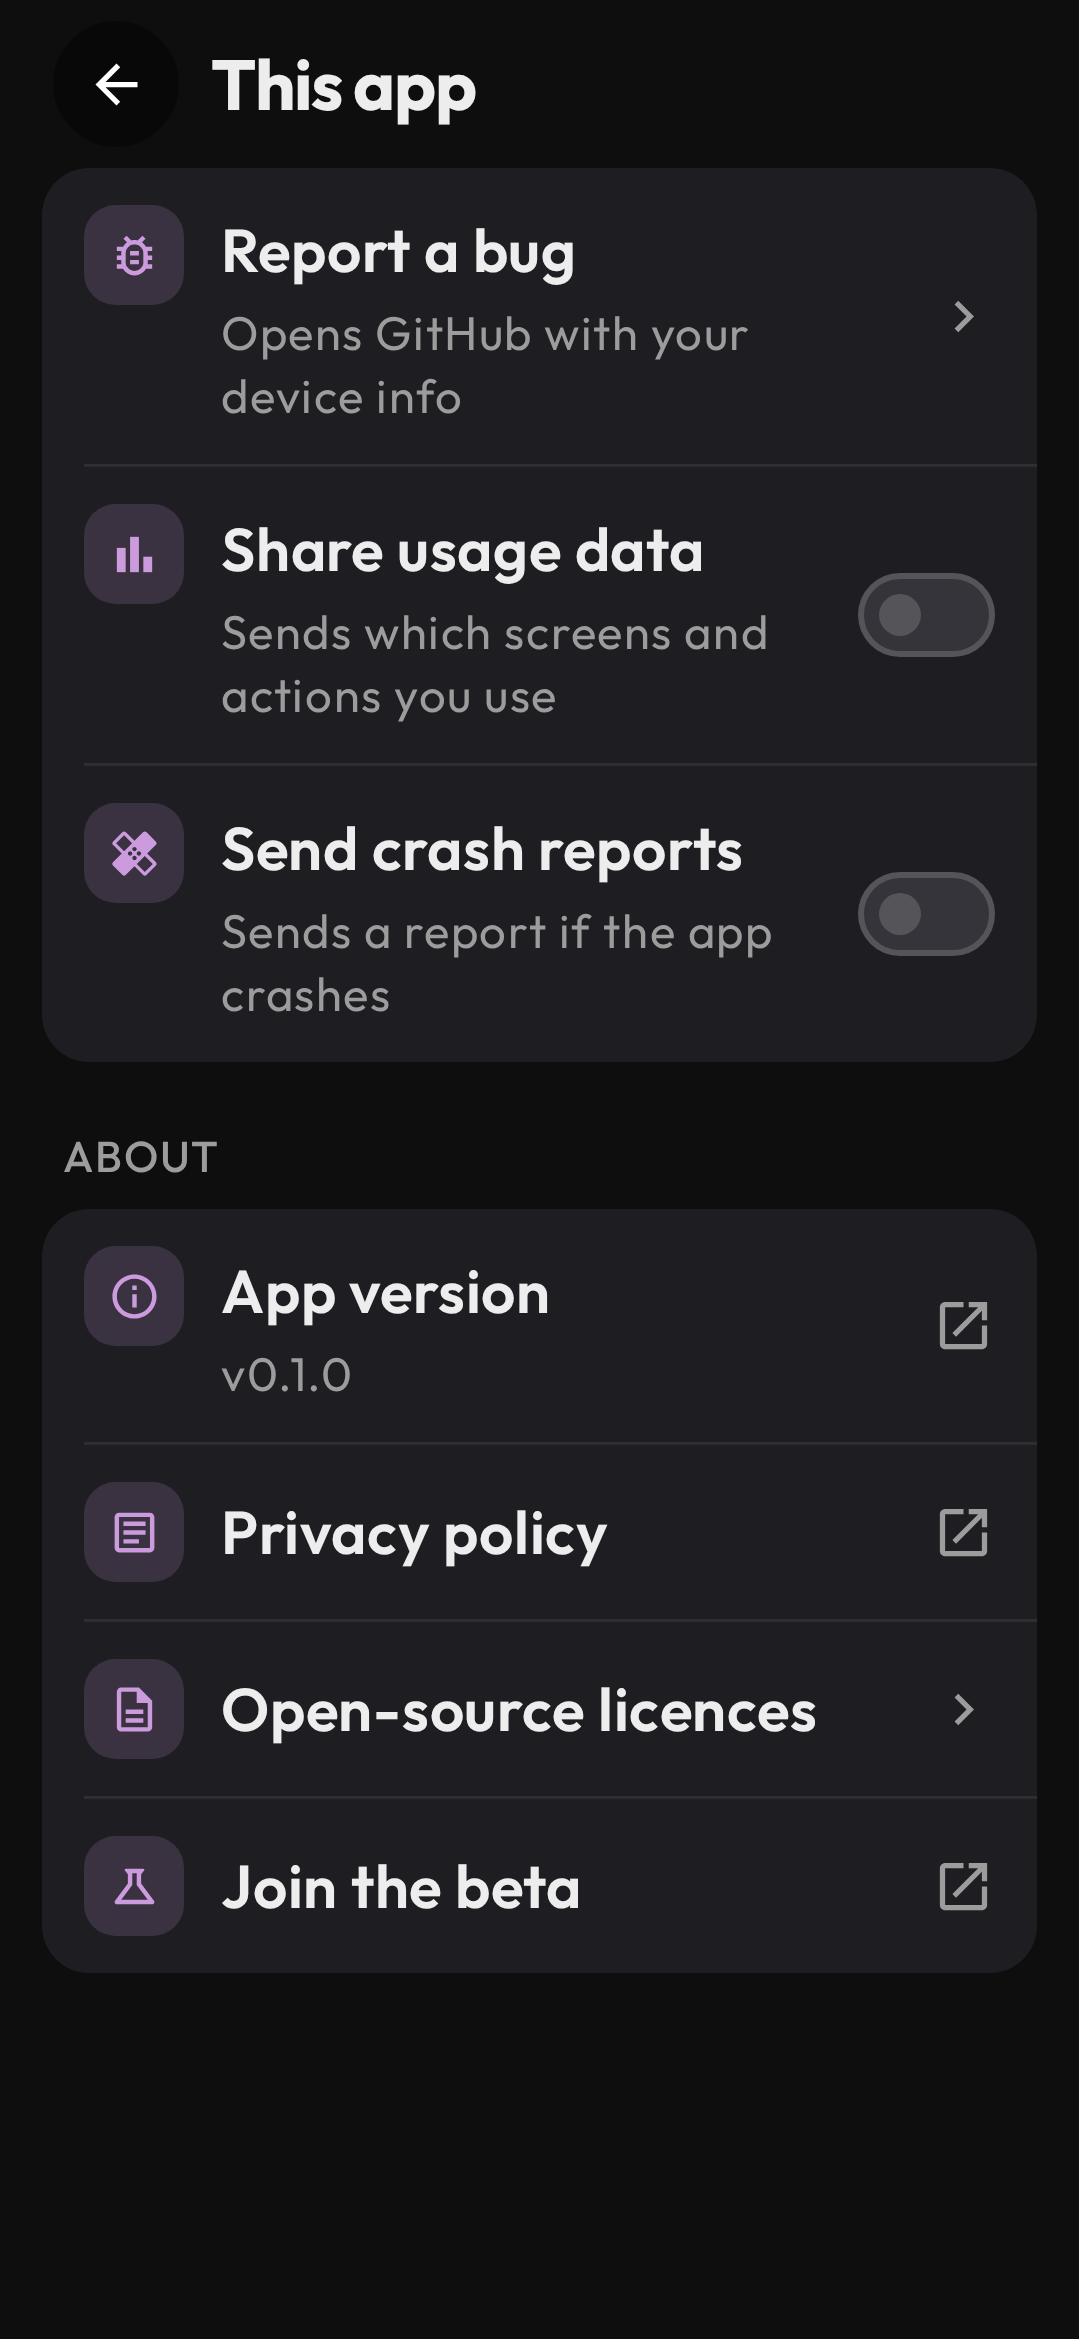 This app
Report a bug
Opens GitHub with your
device info
Share usage data
Sends which screens and
actions you use
Send crash reports
Sends a report if the app
crashes
ABOUT
App version
v0.1.0
Privacy policy
Open-source licences
Join the beta